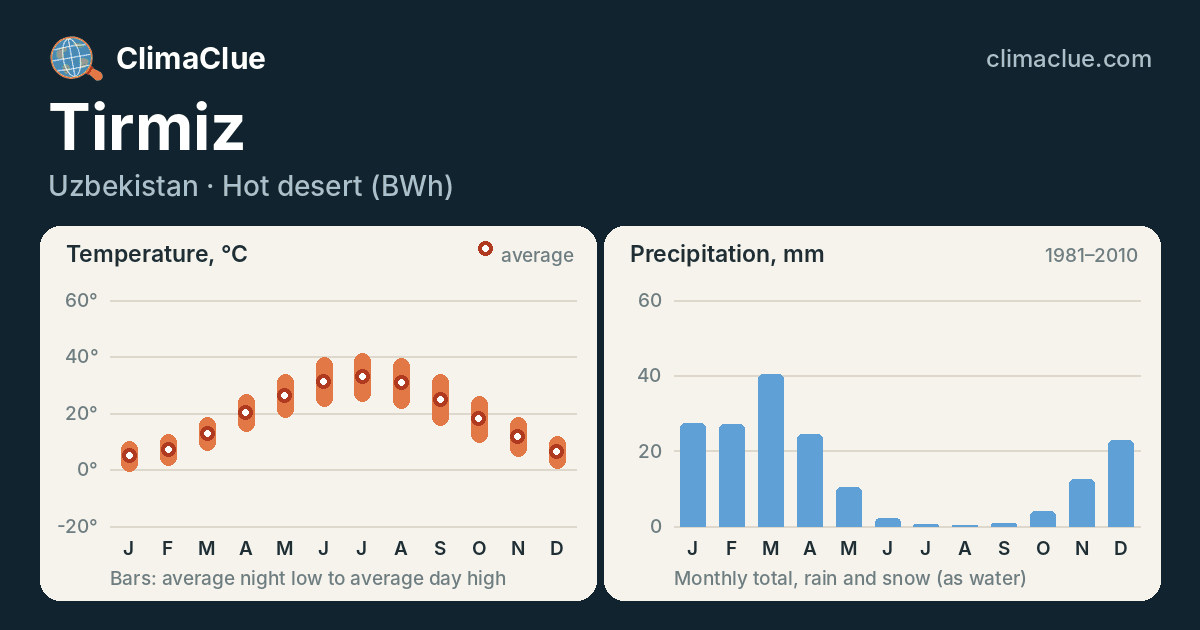 ClimaClue
climaclue.com
Tirmiz
Uzbekistan · Hot desert (BWh)
Temperature, °C
average
60°
40°
20°
0°
-20°
J F M A M J J A S O N D
Bars: average night low to average day high
Precipitation, mm
1981–2010
60
40
20
0
J F M A M J J A S O N D
Monthly total, rain and snow (as water)